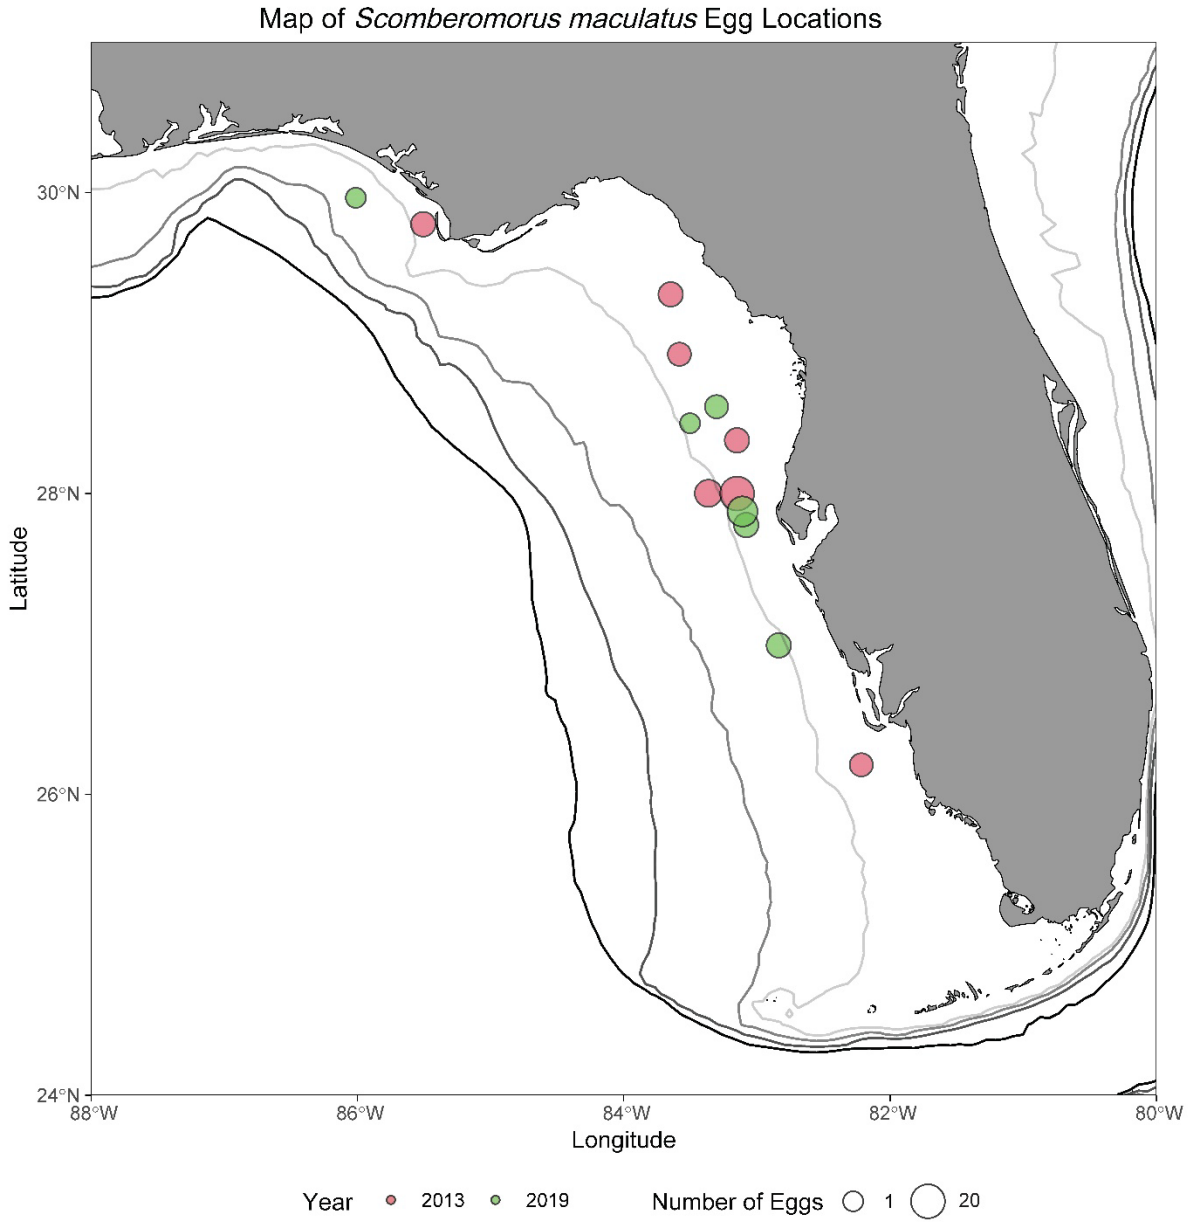 Map of Scomberomorus maculatus Egg Locations
30°N
28°N
26°N
24°N
Latitude
88°W 86°W 84°W 82°W 80°W
Longitude
Year 2013 2019 Number of Eggs 1 20